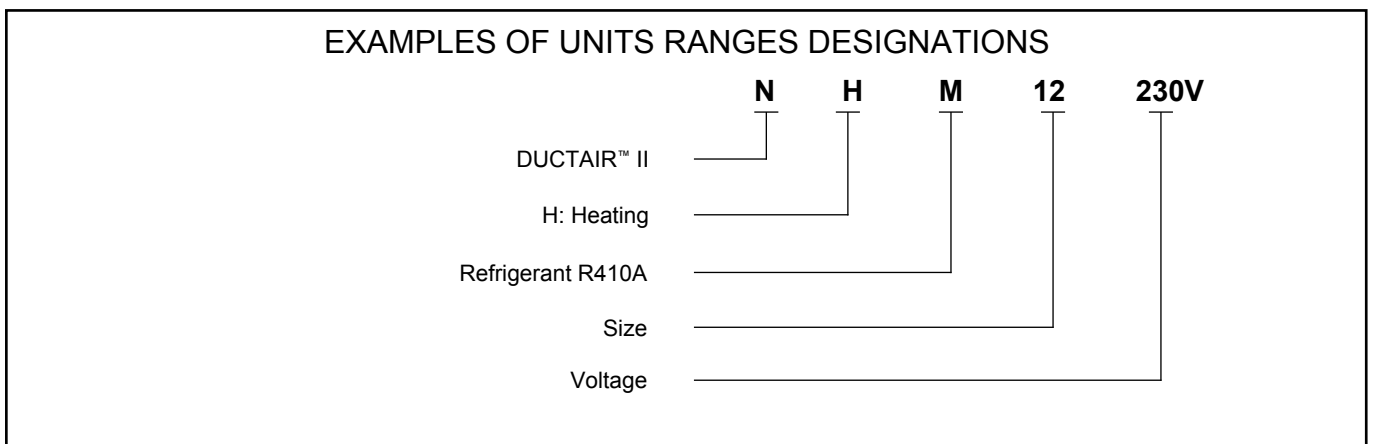 EXAMPLES OF UNITS RANGES DESIGNATIONS
N H M 12 230V
DUCTAIR™ II
H: Heating
Refrigerant R410A
Size
Voltage